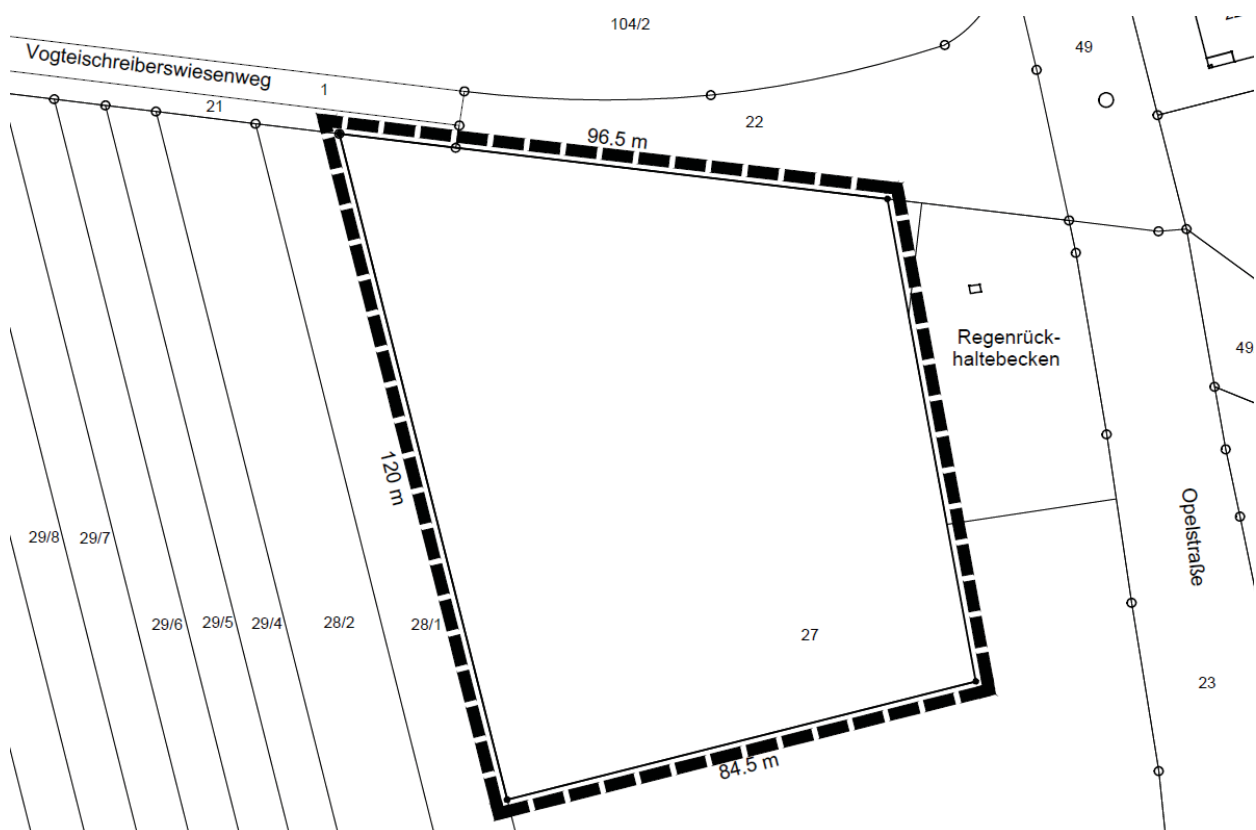 104/2
49
Vogteischreiberswiesenweg
1
21
22
96.5 m
Regenrück-
haltebecken
49
120 m
Opelstraße
29/8
29/7
29/6
29/5
29/4
28/2
28/1
27
23
84.5 m